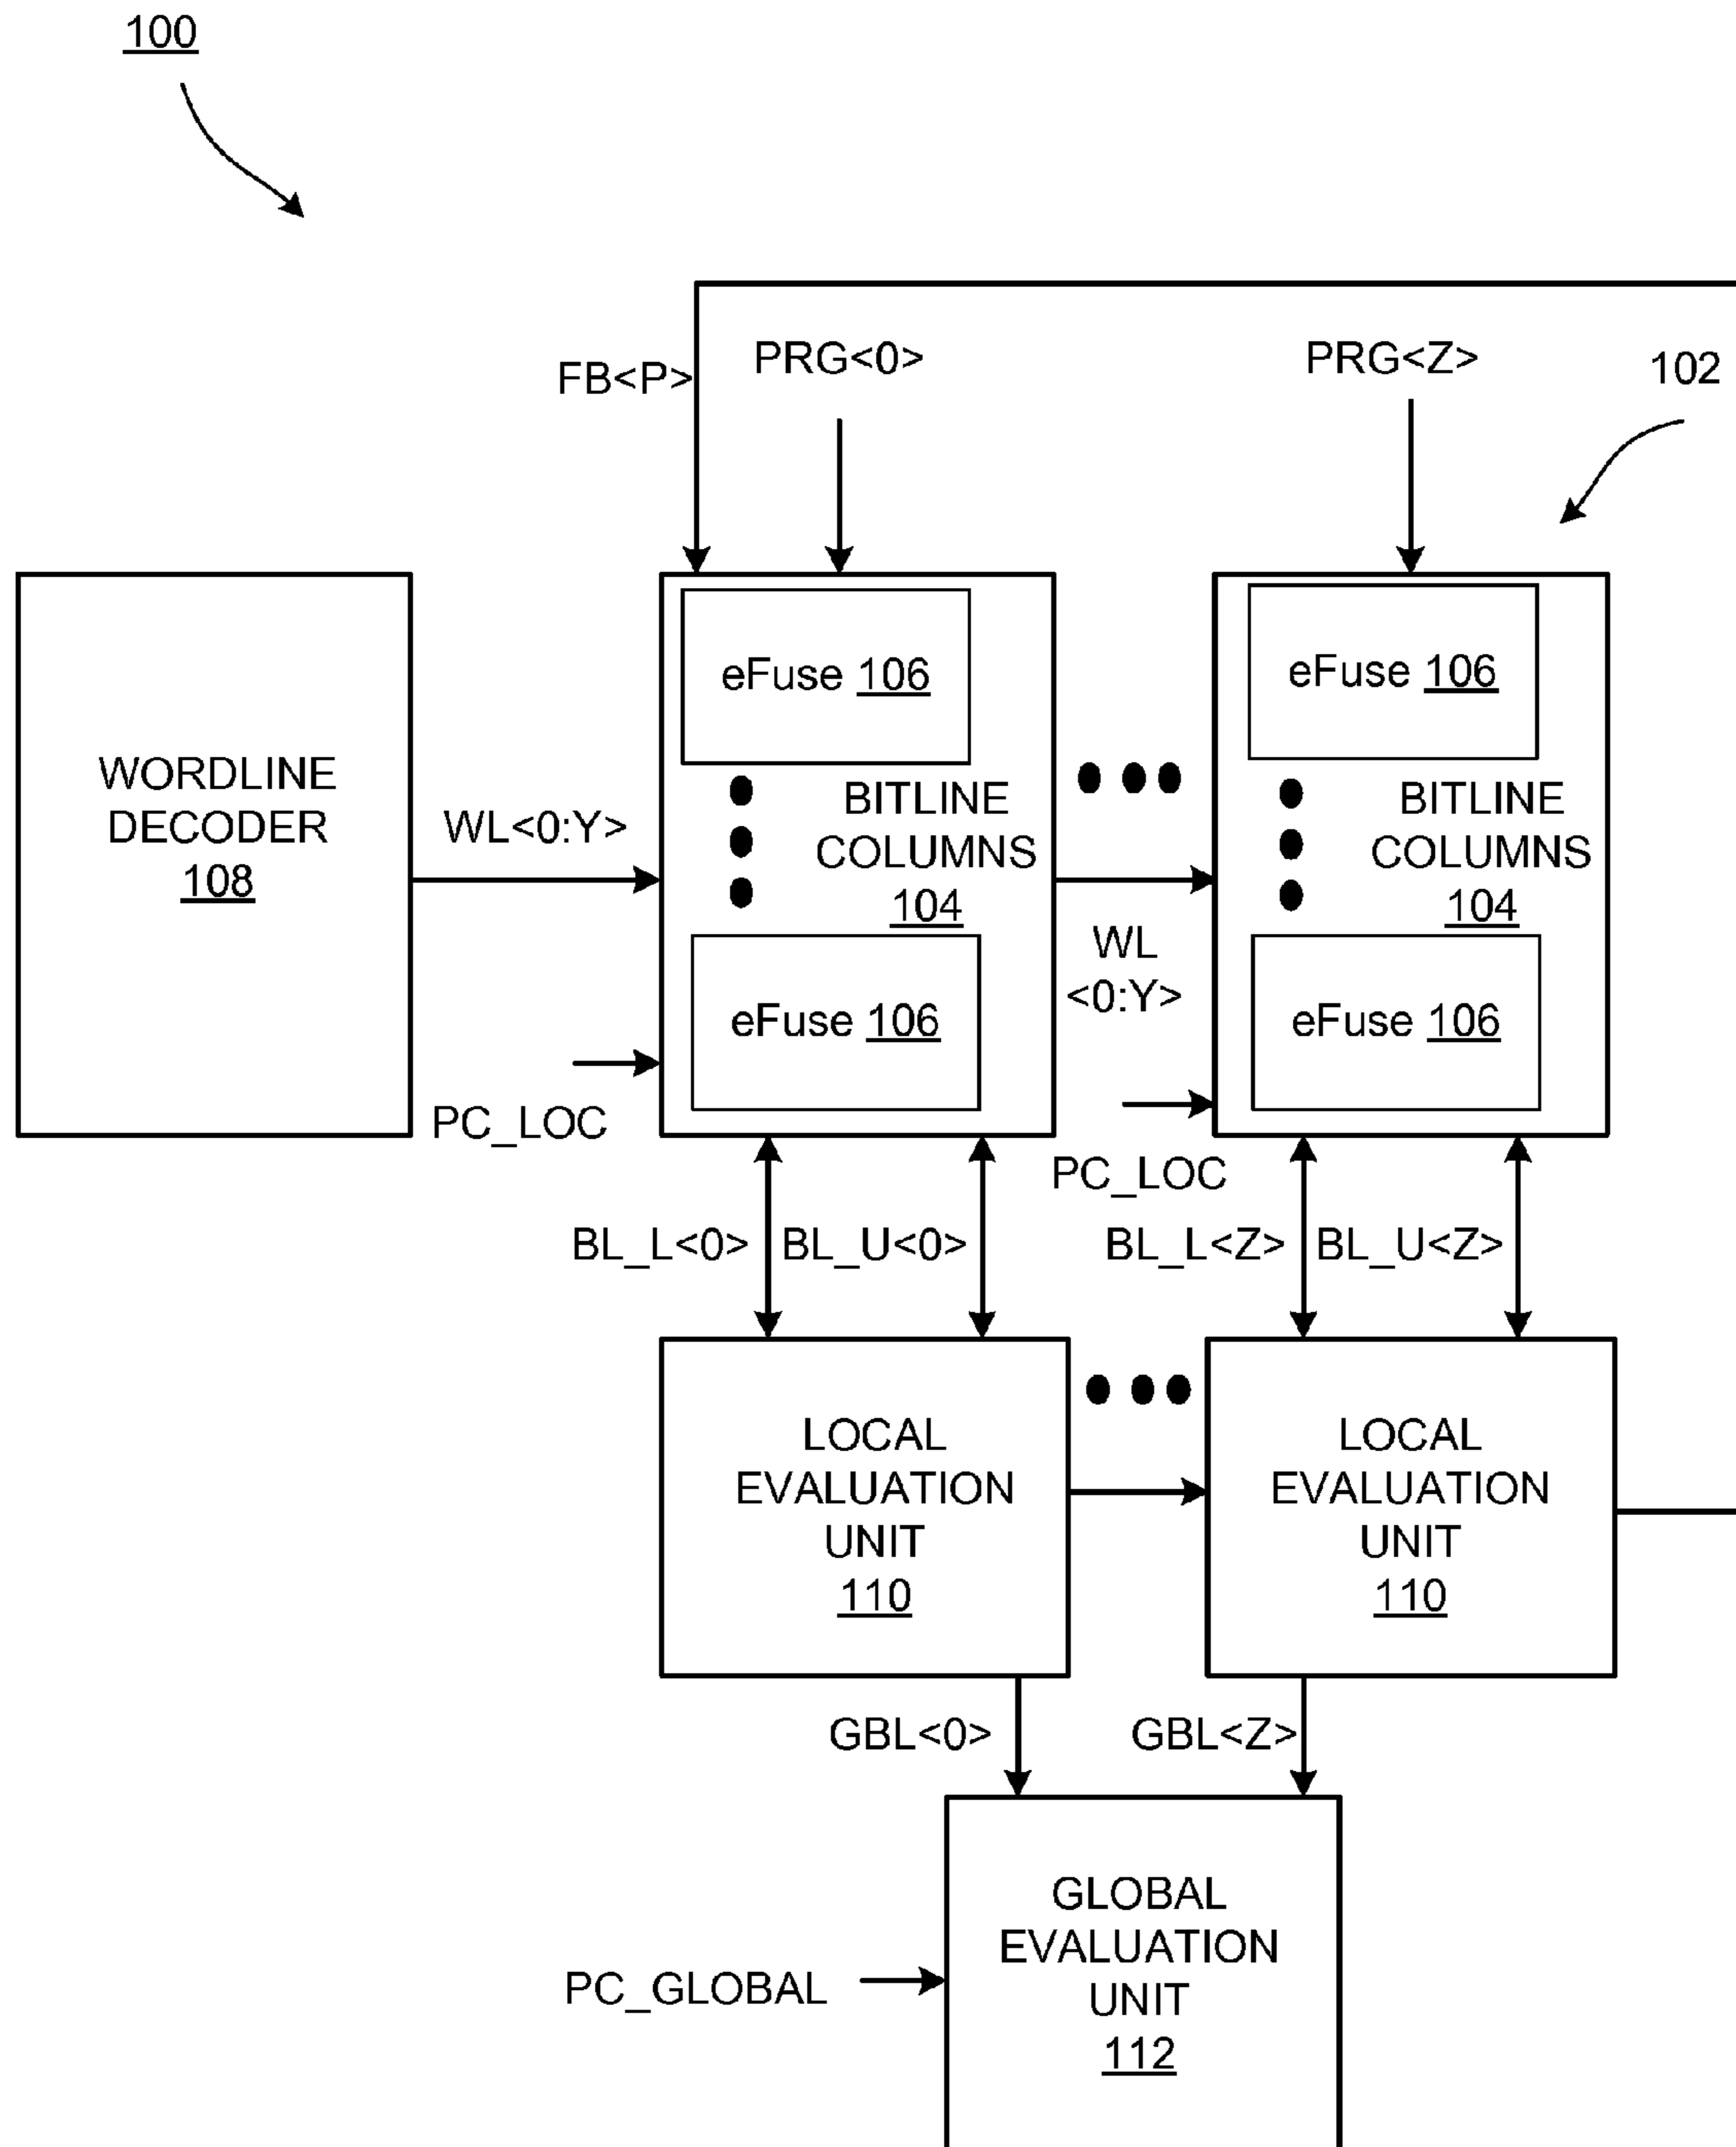 100
FB<P>
PRG<0>
PRG<Z>
102
eFuse 106
eFuse 106
WORDLINE
DECODER
108
WL<0:Y>
BITLINE
COLUMNS
104
BITLINE
COLUMNS
104
WL
<0:Y>
eFuse 106
eFuse 106
PC_LOC
PC_LOC
BL_L<0>
BL_U<0>
BL_L<Z>
BL_U<Z>
LOCAL
EVALUATION
UNIT
110
LOCAL
EVALUATION
UNIT
110
GBL<0>
GBL<Z>
GLOBAL
EVALUATION
UNIT
112
PC_GLOBAL